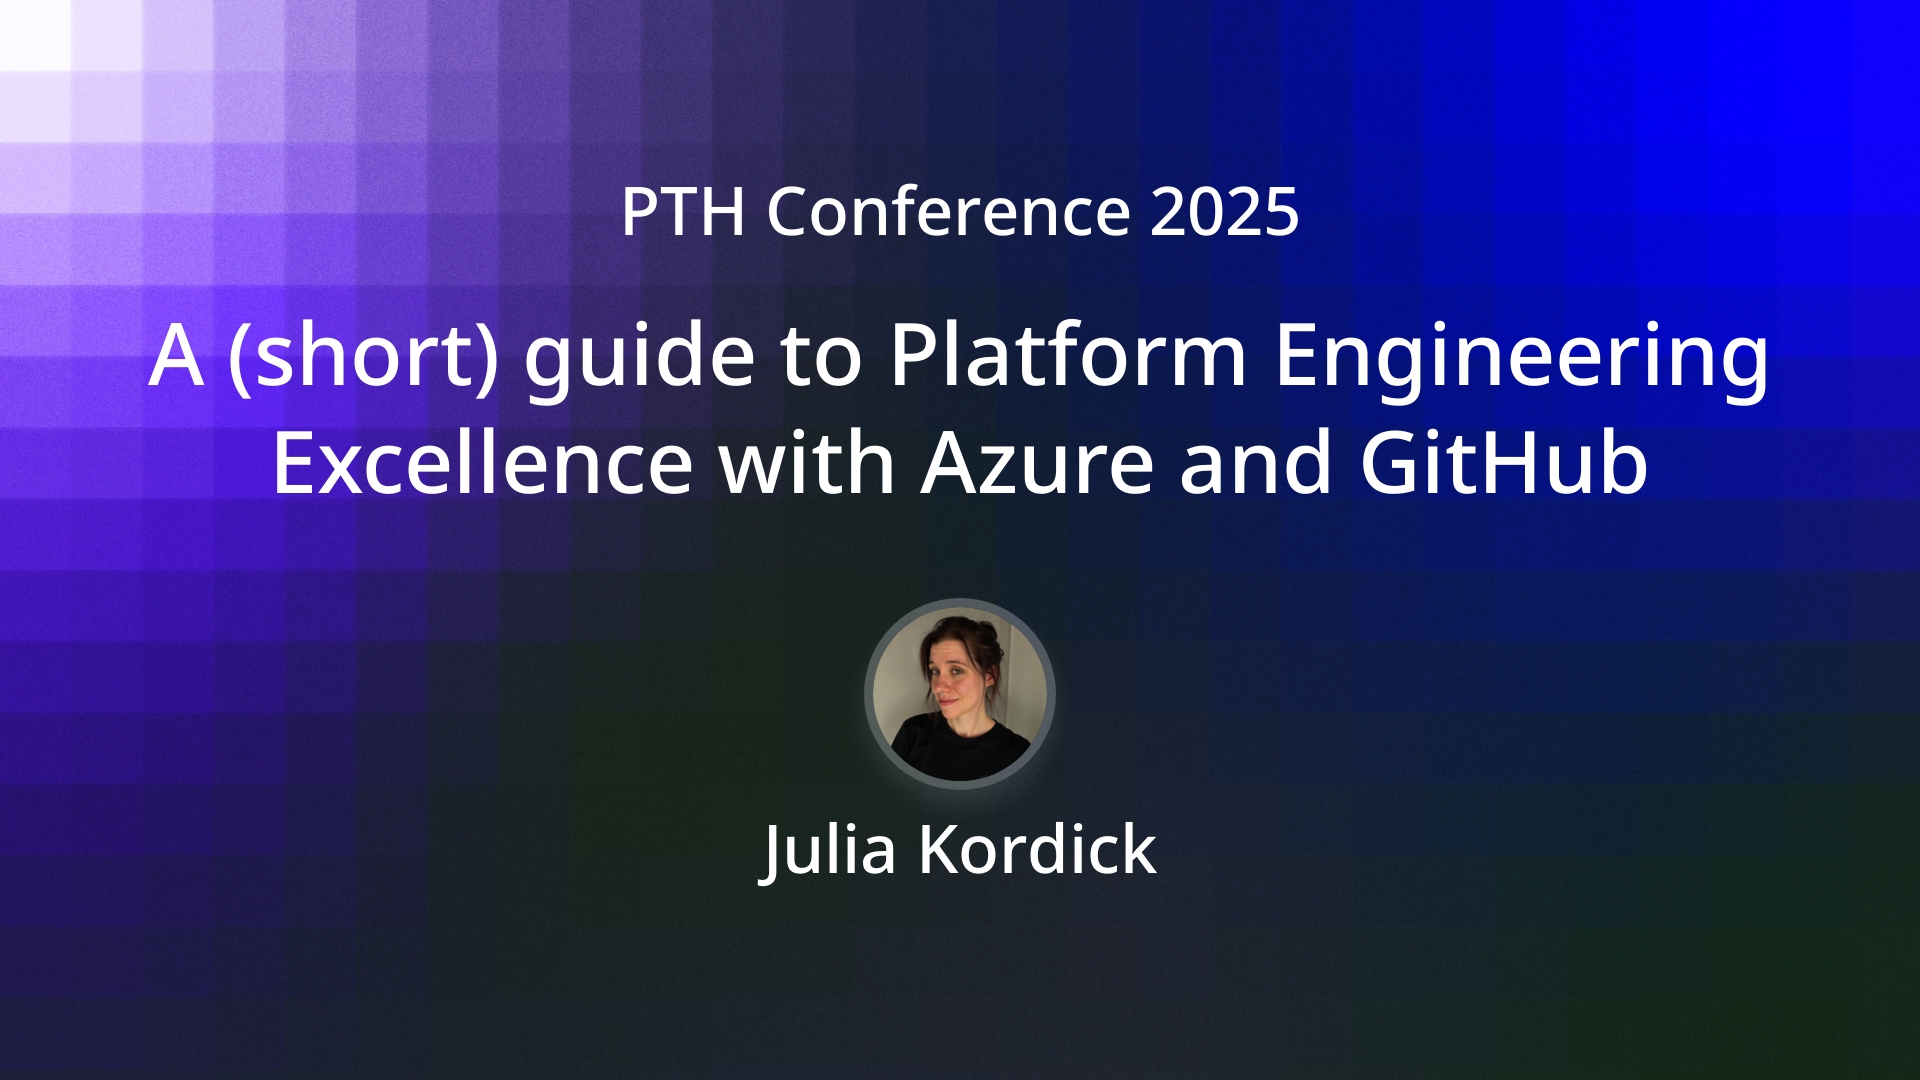 PTH Conference 2025
A (short) guide to Platform Engineering
Excellence with Azure and GitHub
Julia Kordick